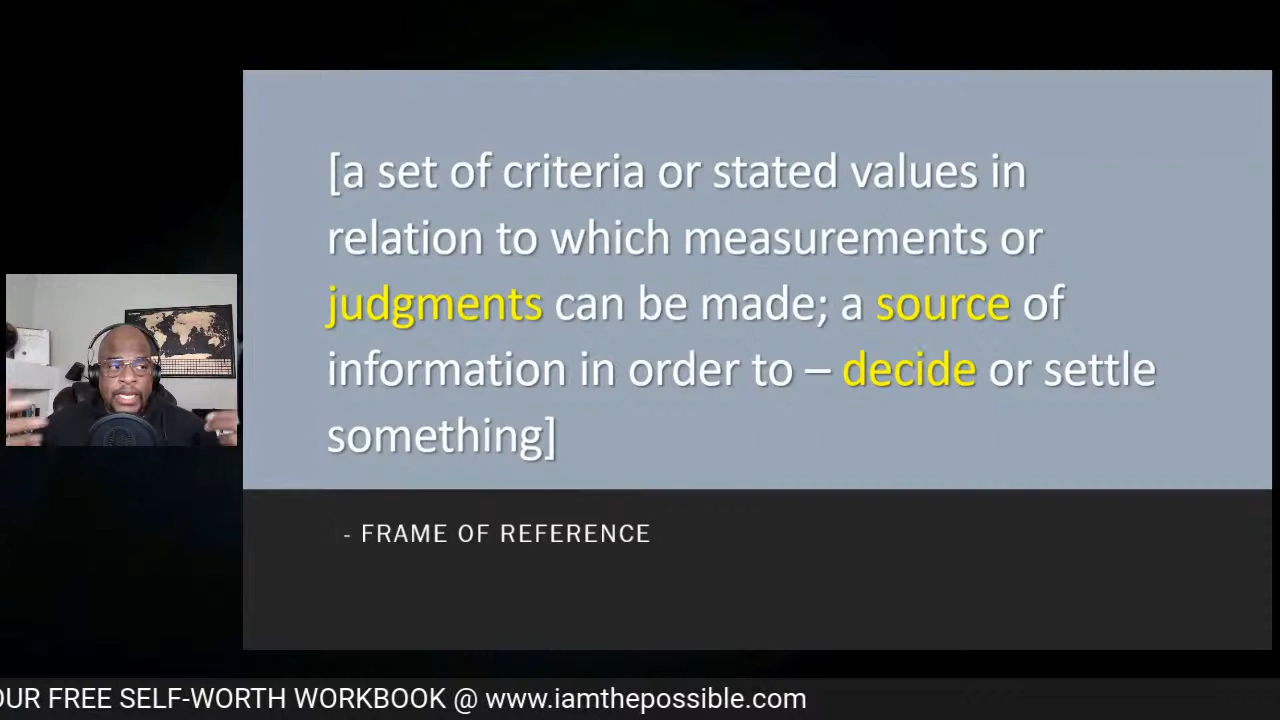 [a set of criteria or stated values in
relation to which measurements or
judgments can be made; a source of
information in order to – decide or settle
something]
- FRAME OF REFERENCE
FREE SELF-WORTH WORKBOOK @ www.iamthepossible.com